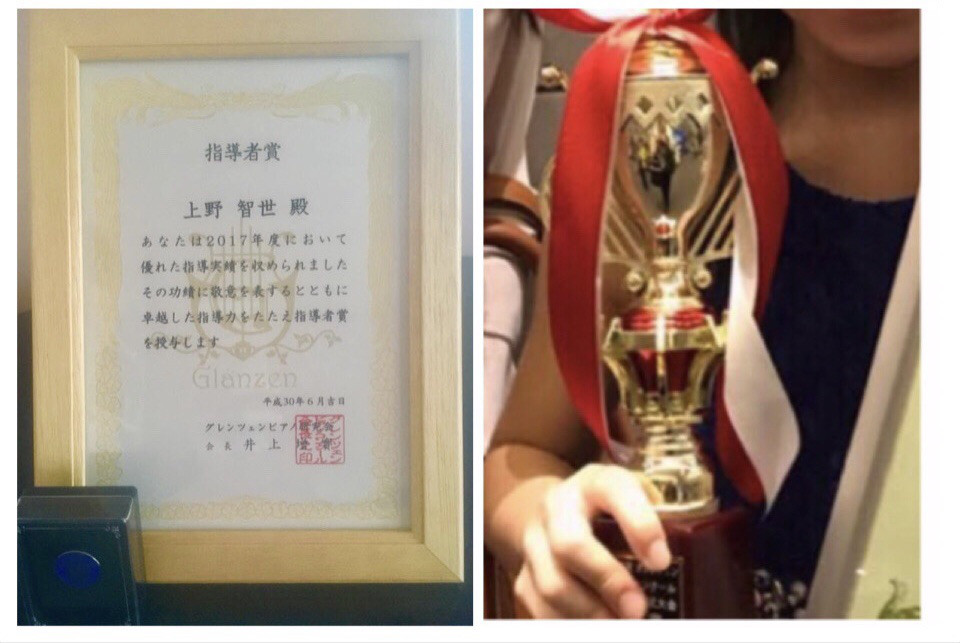 指導者賞
上野 智世 殿
あなたは2017年度において
優れた指導実績を収められました
その功績に敬意を表するとともに
卓越した指導力をたたえ指導者賞
を授与します
Glanzen
平成30年6月吉日
グレンツェンピアノ研究会
会長 井上
大会